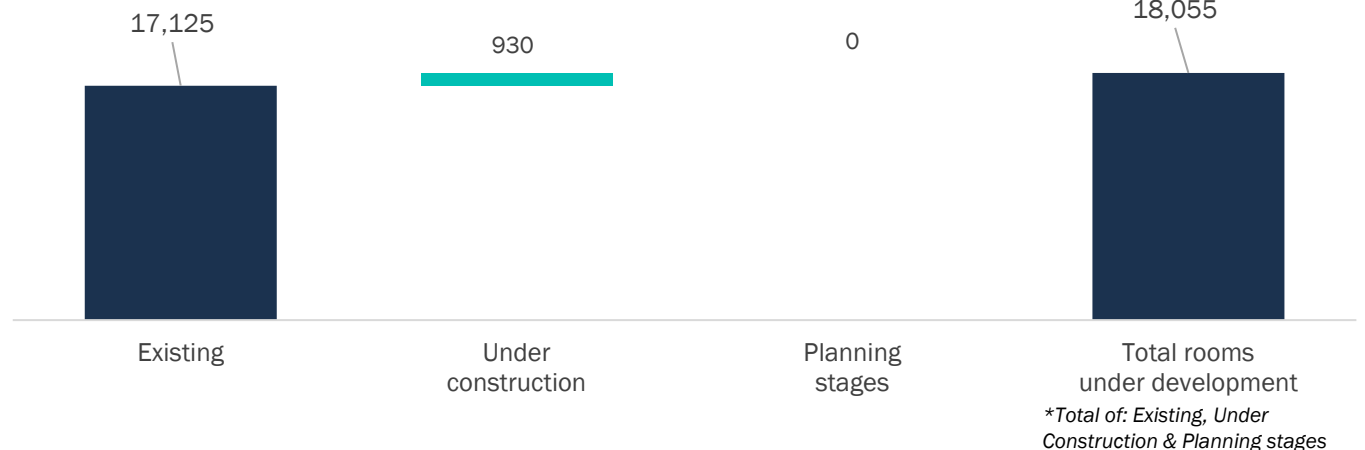 17,125
930
0
18,055
Existing
Under
construction
Planning
stages
Total rooms
under development
*Total of: Existing, Under
Construction & Planning stages